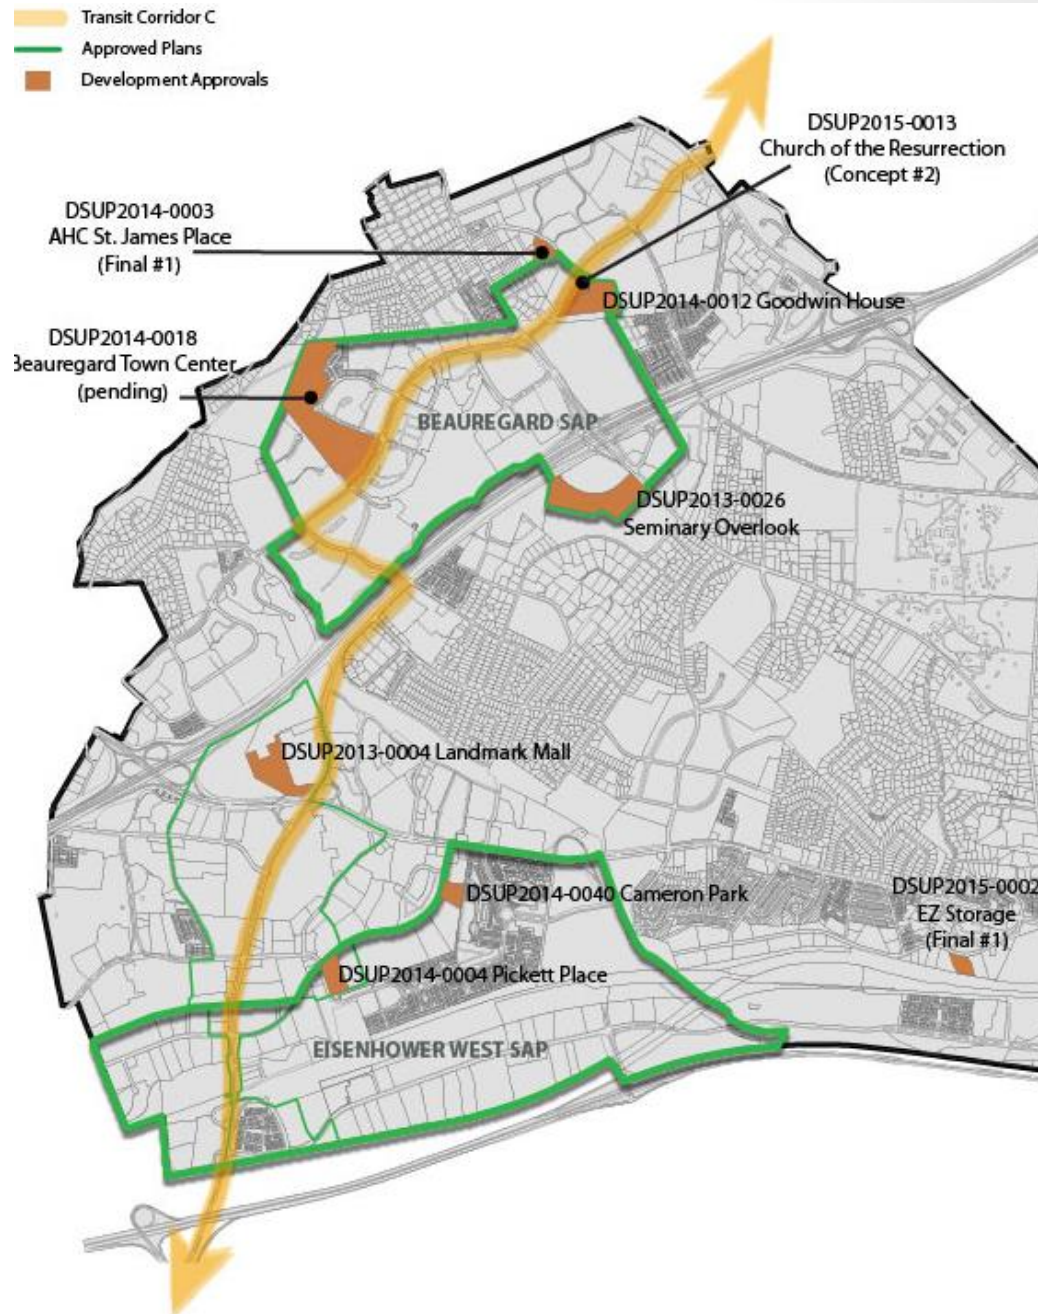 Transit Corridor C
Approved Plans
Development Approvals
DSUP2015-0013
Church of the Resurrection
(Concept #2)
DSUP2014-0003
AHC St. James Place
(Final #1)
DSUP2014-0012 Goodwin House
DSUP2014-0018
Beauregard Town Center
(pending)
BEAUREGARD SAP
DSUP2013-0026
Seminary Overlook
DSUP2013-0004 Landmark Mall
DSUP2014-0040 Cameron Park
DSUP2015-0002
EZ Storage
(Final #1)
DSUP2014-0004 Pickett Place
EISENHOWER WEST SAP